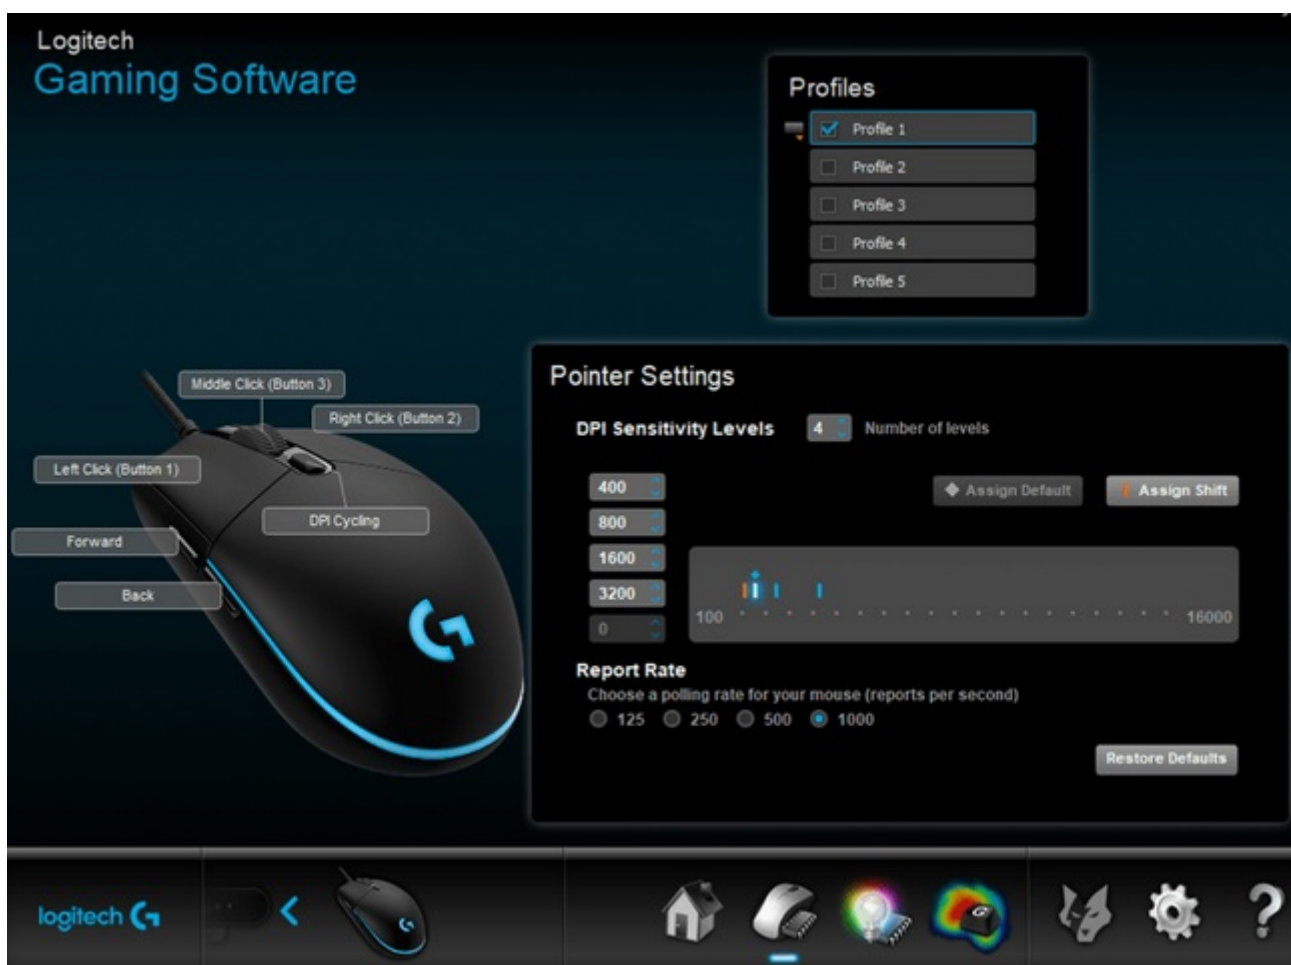 Logitech
Gaming Software
Profiles
Profile 1
Profile 2
Profile 3
Profile 4
Profile 5
Middle Click (Button 3)
Right Click (Button 2)
Left Click (Button 1)
DPI Cycling
Forward
Back
Pointer Settings
DPI Sensitivity Levels 4 Number of levels
400 Assign Default Assign Shift
800
1600
3200
0
100 16000
Report Rate
Choose a polling rate for your mouse (reports per second)
125 250 500 1000
Restore Defaults
logitech G